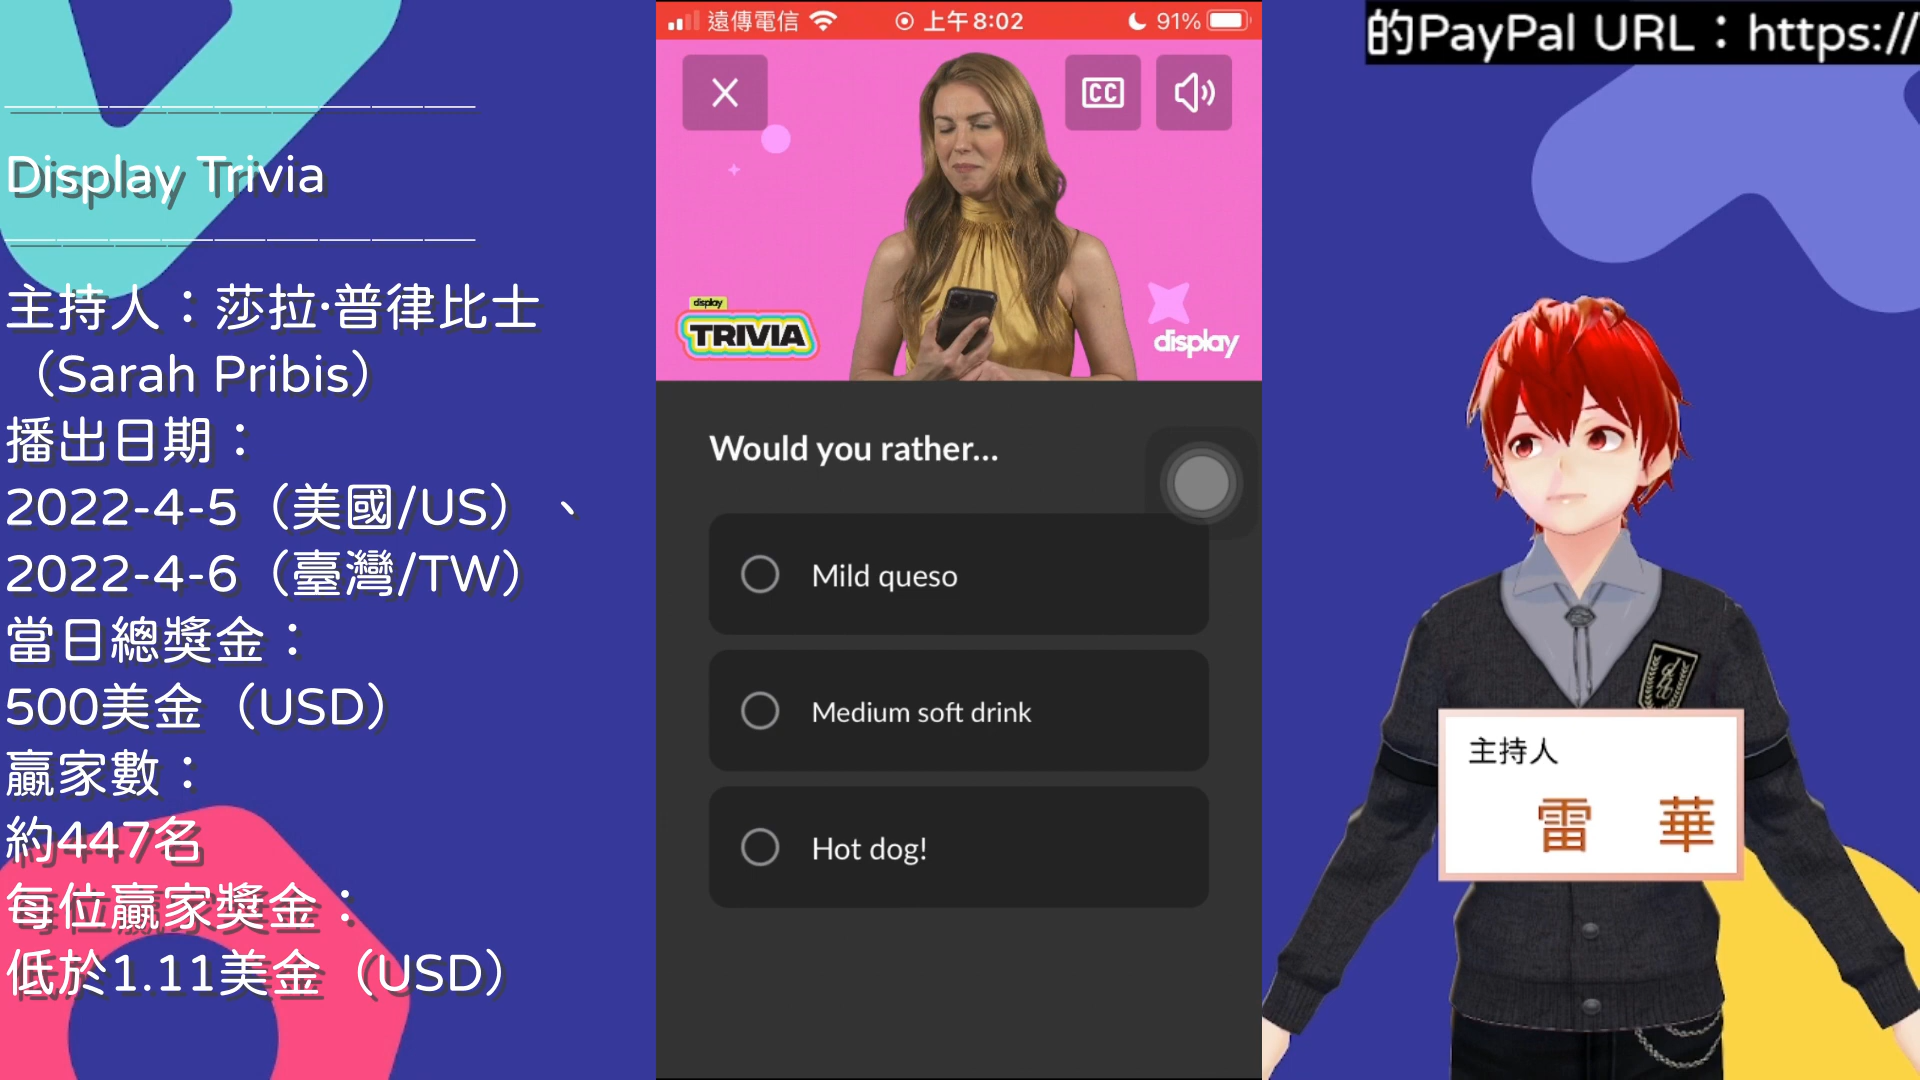 Display Trivia
主持人：莎拉·普律比士
（Sarah Pribis）
播出日期：
2022-4-5（美國/US）、
2022-4-6（臺灣/TW）
當日總獎金：
500美金（USD）
贏家數：
約447名
每位贏家獎金：
低於1.11美金（USD）
遠傳電信 上午8:02 91%
CC
display
TRIVIA
display
Would you rather...
Mild queso
Medium soft drink
Hot dog!
的PayPal URL：https://
主持人
雷 華